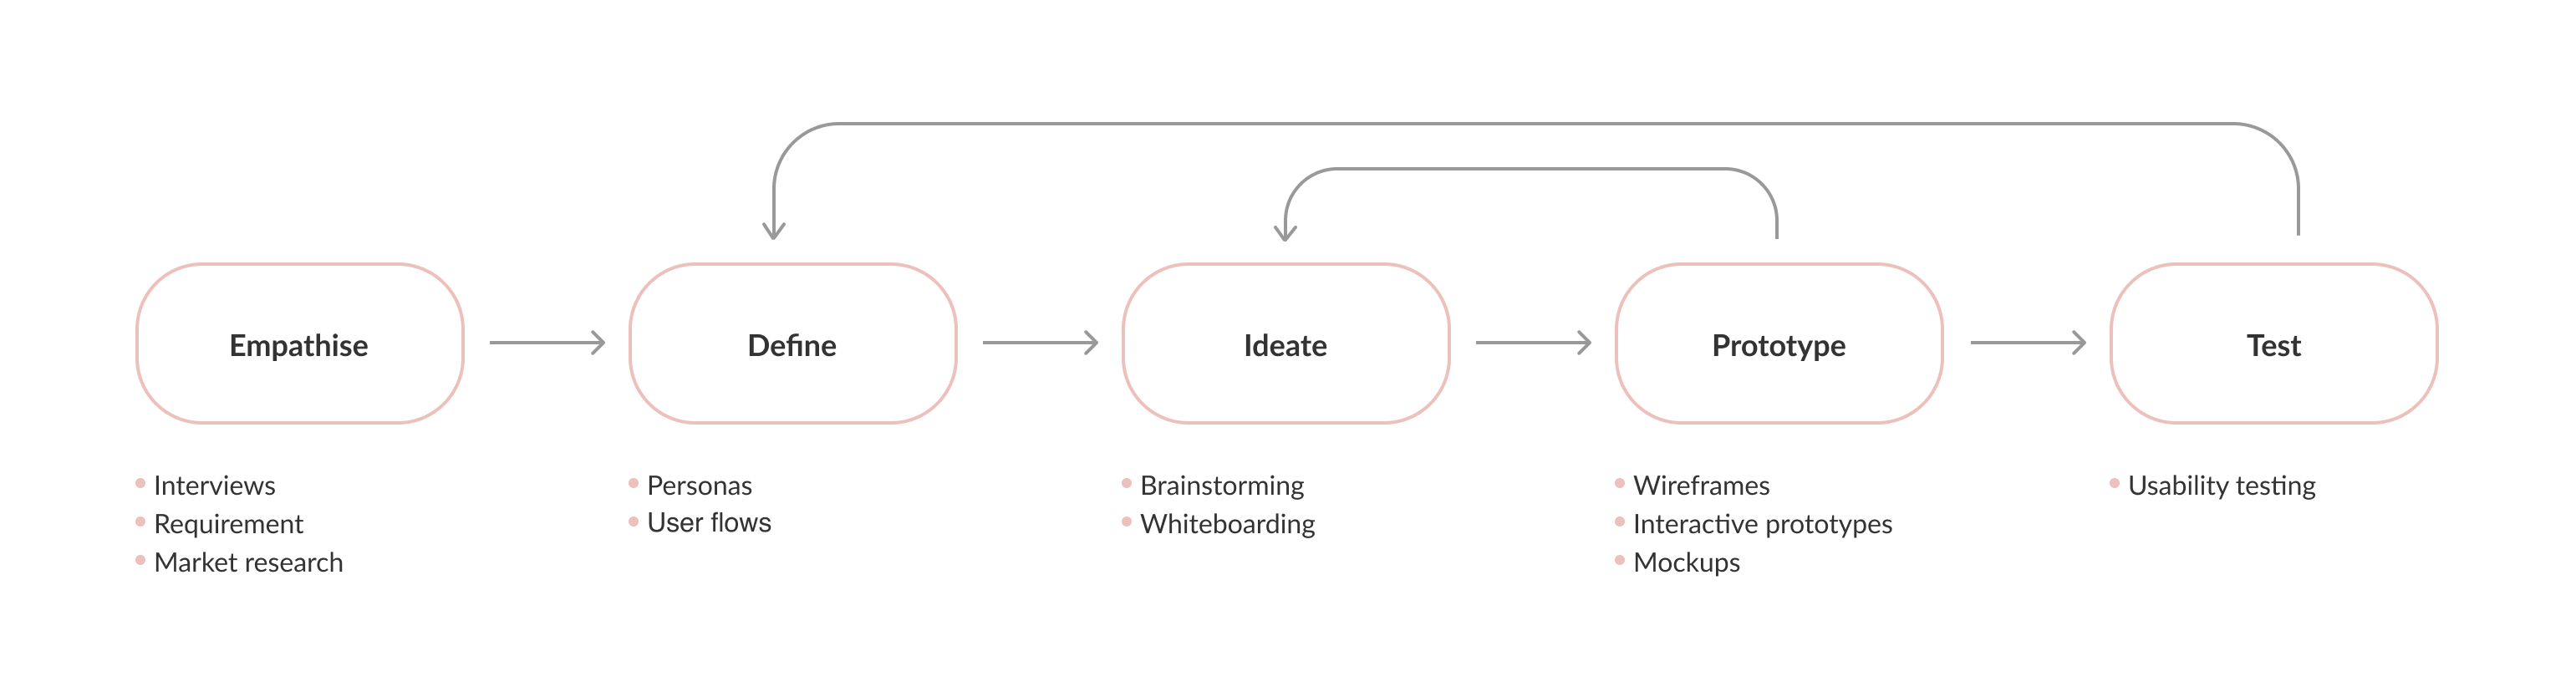 Empathise
Define
Ideate
Prototype
Test
Interviews
Requirement
Market research
Personas
User flows
Brainstorming
Whiteboarding
Wireframes
Interactive prototypes
Mockups
Usability testing